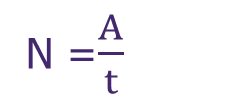 N = A/t